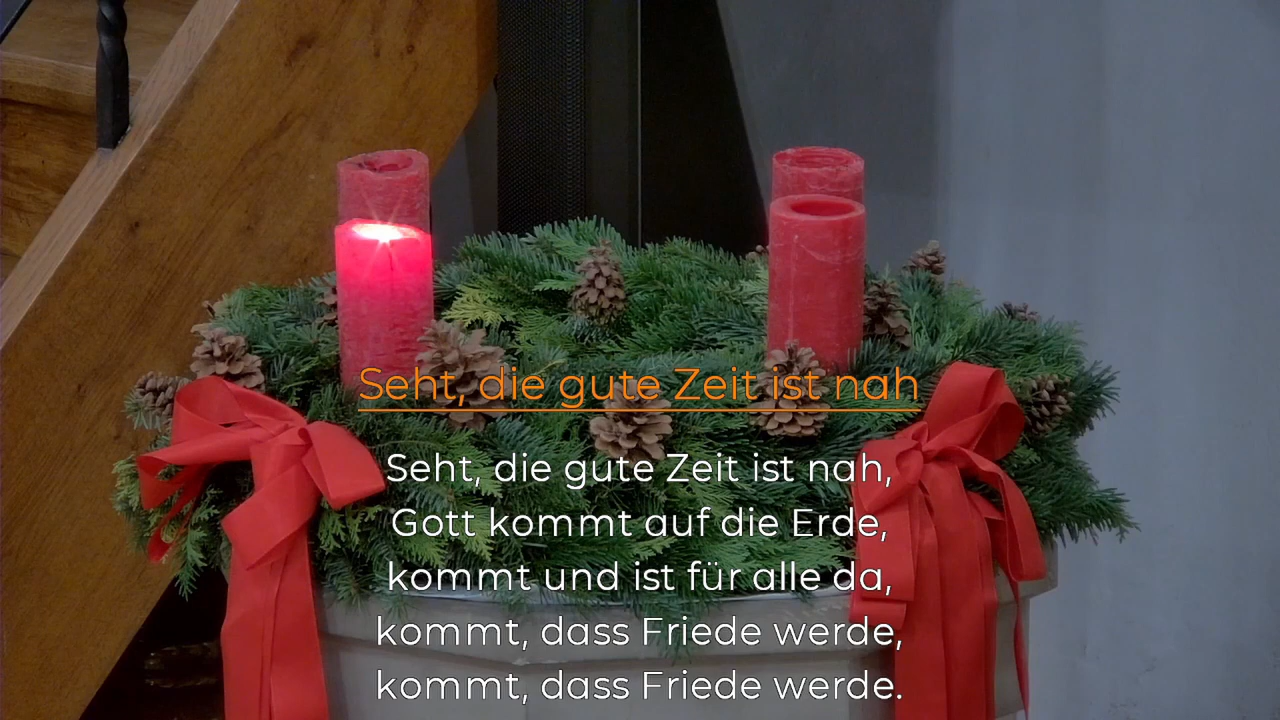 Seht, die gute Zeit ist nah
Seht, die gute Zeit ist nah,
Gott kommt auf die Erde,
kommt und ist für alle da,
kommt, dass Friede werde,
kommt, dass Friede werde.